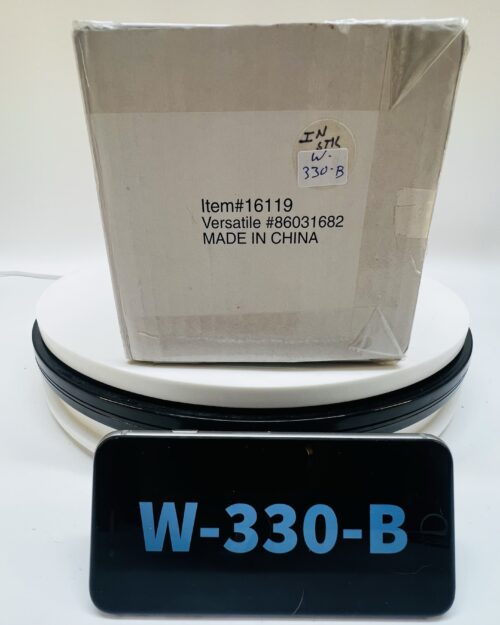 IN
STK
W-
330-B
Item#16119
Versatile #86031682
MADE IN CHINA
W-330-B